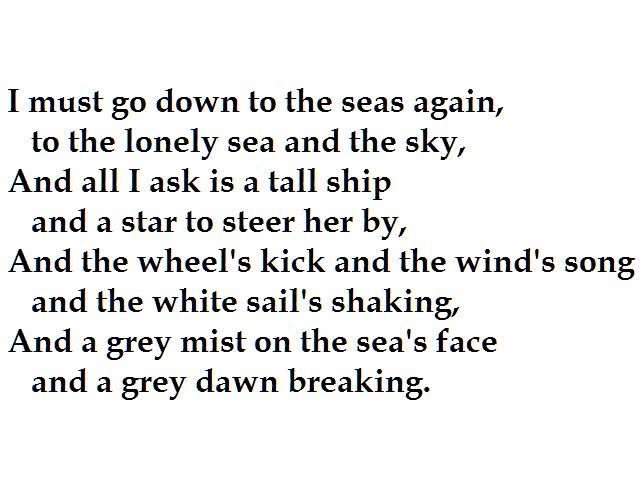 I must go down to the seas again,
to the lonely sea and the sky,
And all I ask is a tall ship
and a star to steer her by,
And the wheel's kick and the wind's song
and the white sail's shaking,
And a grey mist on the sea's face
and a grey dawn breaking.